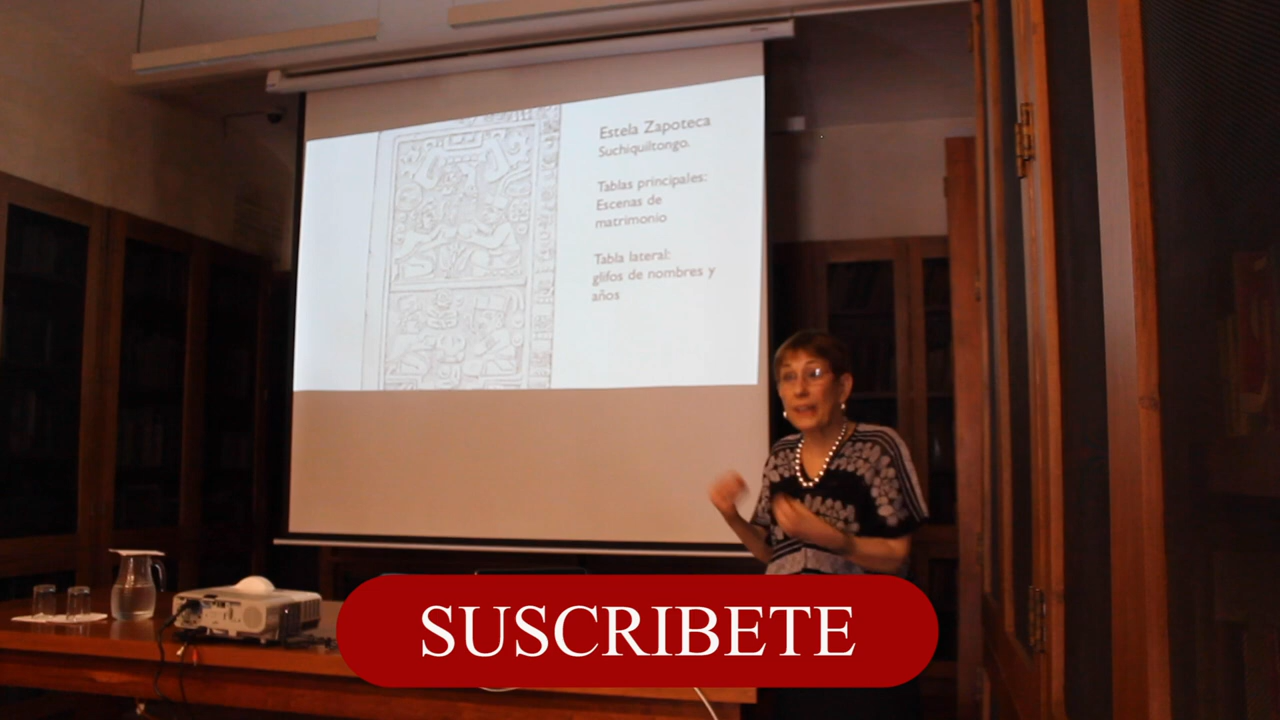 Estela Zapoteca
Suchiquiltongo.
Tablas principales:
Escenas de
matrimonio
Tabla lateral:
glifos de nombres y
años
SUSCRIBETE